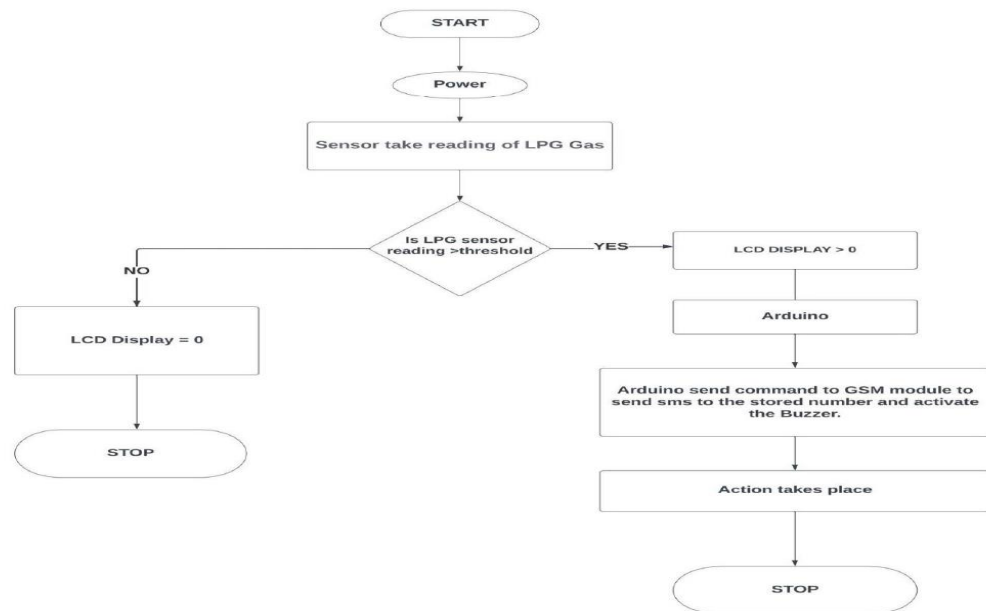 START
Power
Sensor take reading of LPG Gas
Is LPG sensor
reading >threshold
YES
LCD DISPLAY > 0
NO
Arduino
LCD Display = 0
Arduino send command to GSM module to
send sms to the stored number and activate
the Buzzer.
STOP
Action takes place
STOP